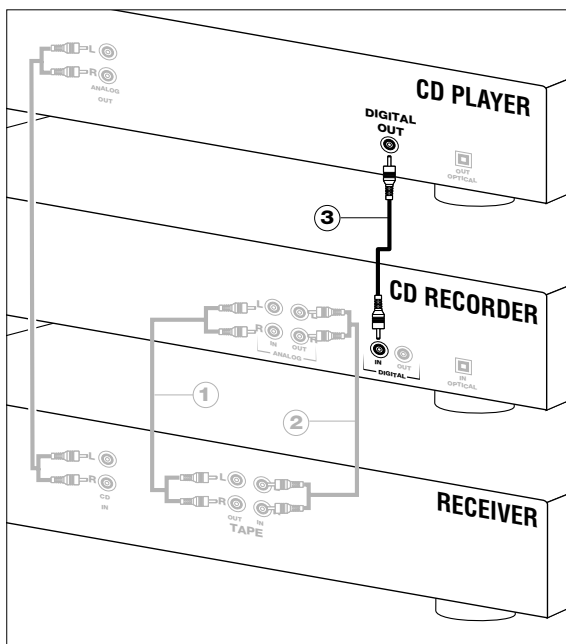 L
R
ANALOG
OUT
CD PLAYER
DIGITAL
OUT
OUT
OPTICAL
3
CD RECORDER
L
R
L
R
IN
OUT
ANALOG
IN
OUT
DIGITAL
IN
OPTICAL
1
2
L
R
CD
IN
L
R
OUT
IN
TAPE
RECEIVER